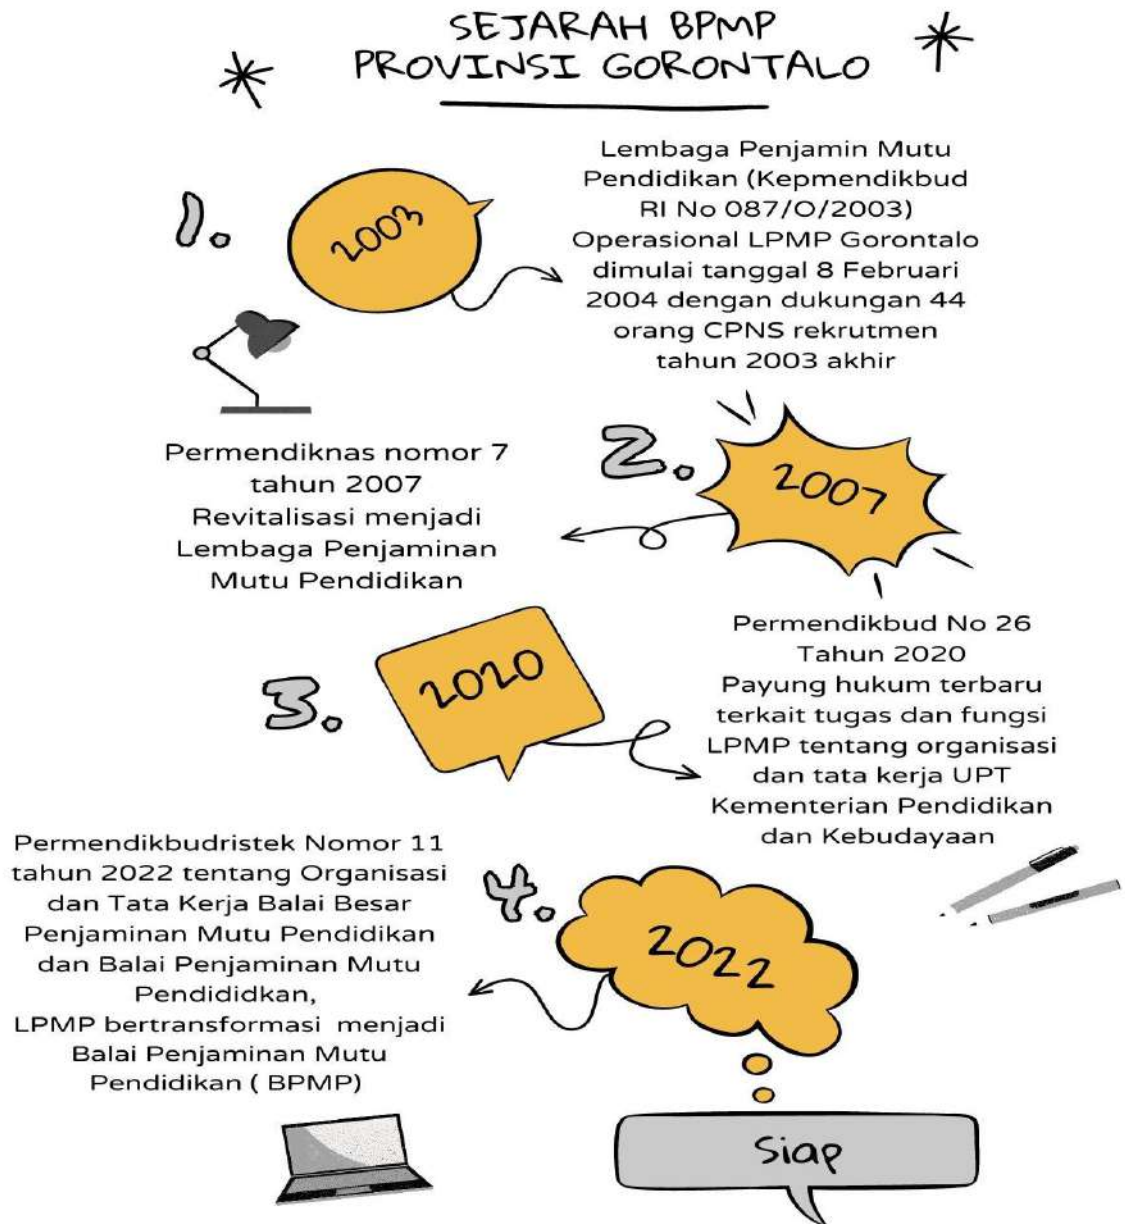 SEJARAH BPMP
PROVINSI GORONTALO
1.
2003
Lembaga Penjamin Mutu
Pendidikan (Kepmendikbud
RI No 087/O/2003)
Operasional LPMP Gorontalo
dimulai tanggal 8 Februari
2004 dengan dukungan 44
orang CPNS rekrutmen
tahun 2003 akhir
2.
2007
Permendiknas nomor 7
tahun 2007
Revitalisasi menjadi
Lembaga Penjaminan
Mutu Pendidikan
3.
2020
Permendikbud No 26
Tahun 2020
Payung hukum terbaru
terkait tugas dan fungsi
LPMP tentang organisasi
dan tata kerja UPT
Kementerian Pendidikan
dan Kebudayaan
4.
2022
Permendikbudristek Nomor 11
tahun 2022 tentang Organisasi
dan Tata Kerja Balai Besar
Penjaminan Mutu Pendidikan
dan Balai Penjaminan Mutu
Pendididkan,
LPMP bertransformasi menjadi
Balai Penjaminan Mutu
Pendidikan ( BPMP)
Siap